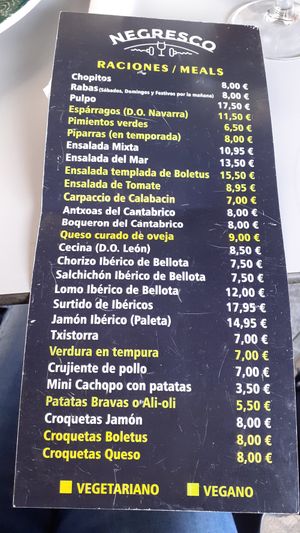 NEGRESCO
RACIONES / MEALS
Chopitos 8,00 €
Rabas (Sábados, Domingos y Festivos por la mañana) 8,00 €
Pulpo 17,50 €
Espárragos (D.O. Navarra) 11,50 €
Pimientos verdes 6,50 €
Piparras (en temporada) 8,00 €
Ensalada Mixta 10,95 €
Ensalada del Mar 13,50 €
Ensalada templada de Boletus 15,50 €
Ensalada de Tomate 8,95 €
Carpaccio de Calabacin 7,00 €
Antxoas del Cantabrico 8,00 €
Boqueron del Cántabrico 8,00 €
Queso curado de oveja 9,00 €
Cecina (D.O. León) 8,50 €
Chorizo Ibérico de Bellota 7,50 €
Salchichón Ibérico de Bellota 7,50 €
Lomo Ibérico de Bellota 12,00 €
Surtido de Ibéricos 17,95 €
Jamón Ibérico (Paleta) 14,95 €
Txistorra 7,00 €
Verdura en tempura 7,00 €
Crujiente de pollo 7,00 €
Mini Cachopo con patatas 3,50 €
Patatas Bravas o Ali-oli 5,50 €
Croquetas Jamón 8,00 €
Croquetas Boletus 8,00 €
Croquetas Queso 8,00 €
VEGETARIANO VEGANO